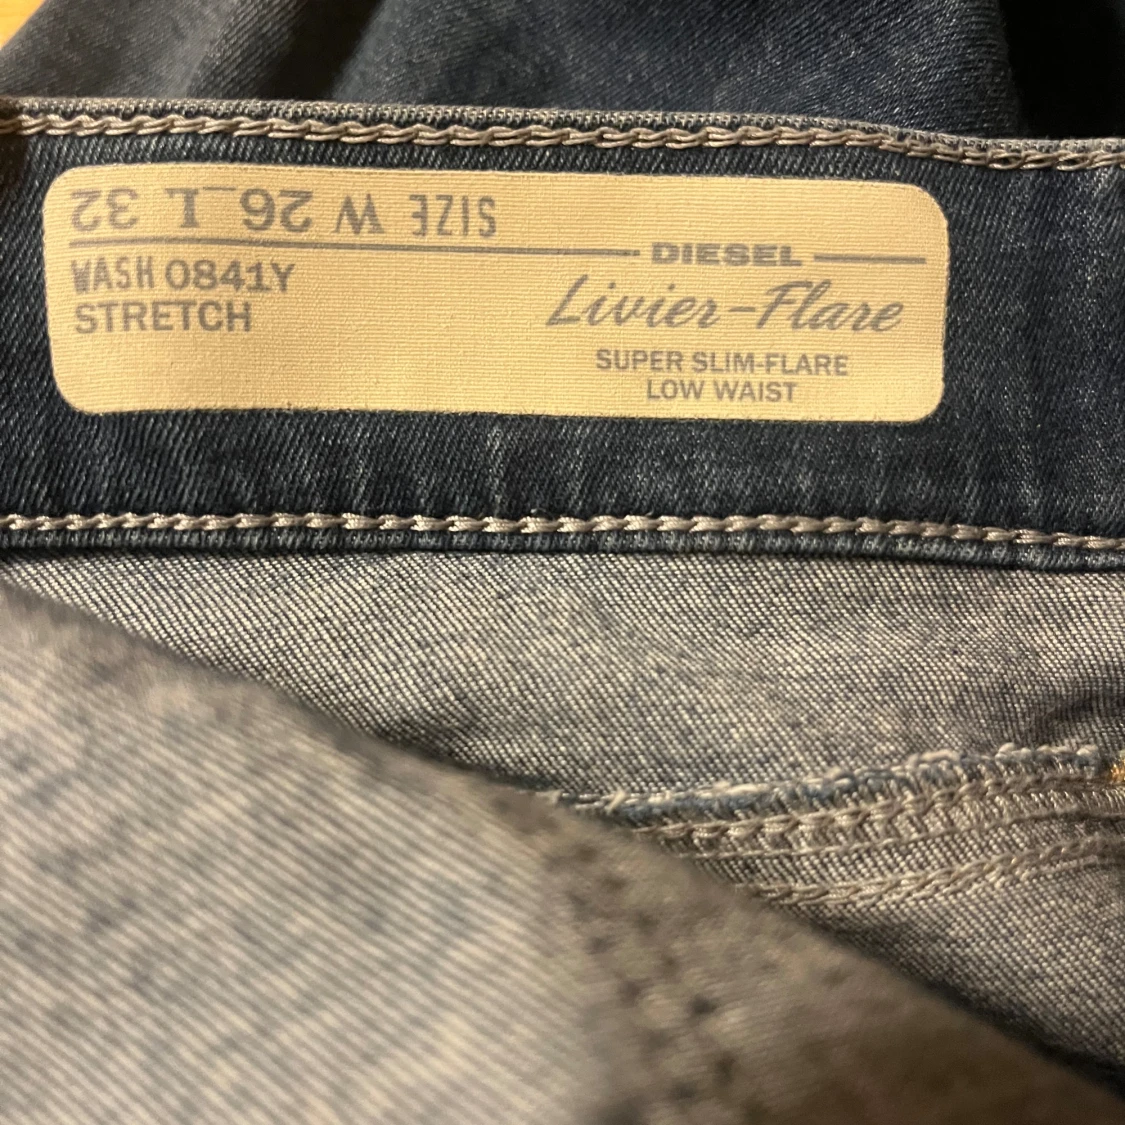 SIZE W 26 L 32
DIESEL
WASH 0841Y
STRETCH
Livier-Flare
SUPER SLIM-FLARE
LOW WAIST